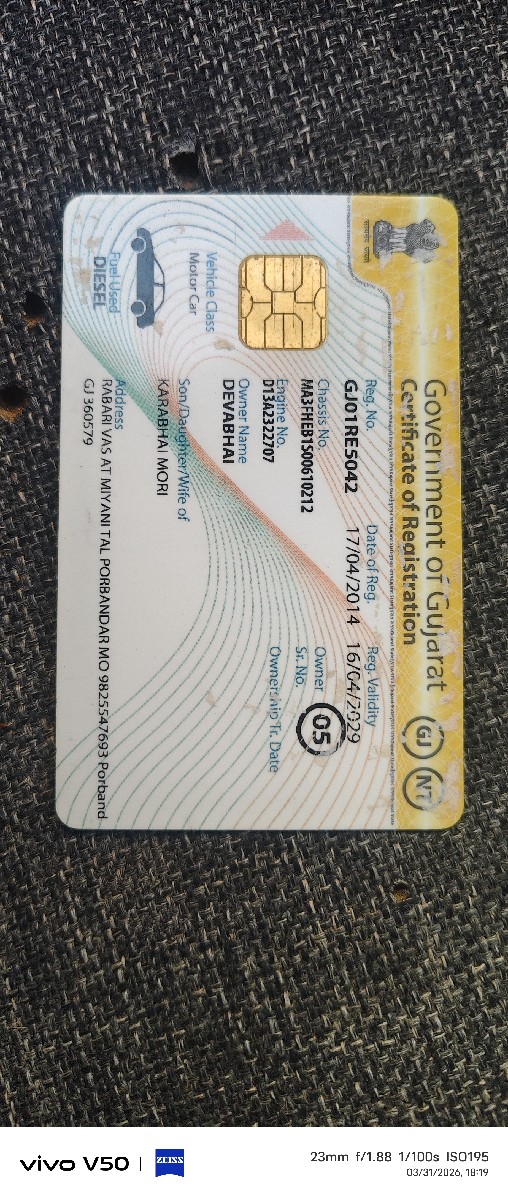 Government of Gujarat
Certificate of Registration
GJ NT
सत्यमेव जयते
Reg. No. Date of Reg. Reg. Validity
GJ01RE5042 17/04/2014 16/04/2029
Chassis No. Owner Sr. No. 05
MA3FHEB1S00610212
Engine No. Ownership Tr. Date
D13A2322707
Owner Name
DEVABHAI
Vehicle Class
Motor Car
Son/Daughter/Wife of
KARABHAI MORI
Fuel Used
DIESEL
Address
RABARI VAS AT MIYANI TAL PORBANDAR MO 9825547693 Porband
GJ 360579
vivo V50 | ZEISS
23mm f/1.88 1/100s ISO195
03/31/2026, 18:19